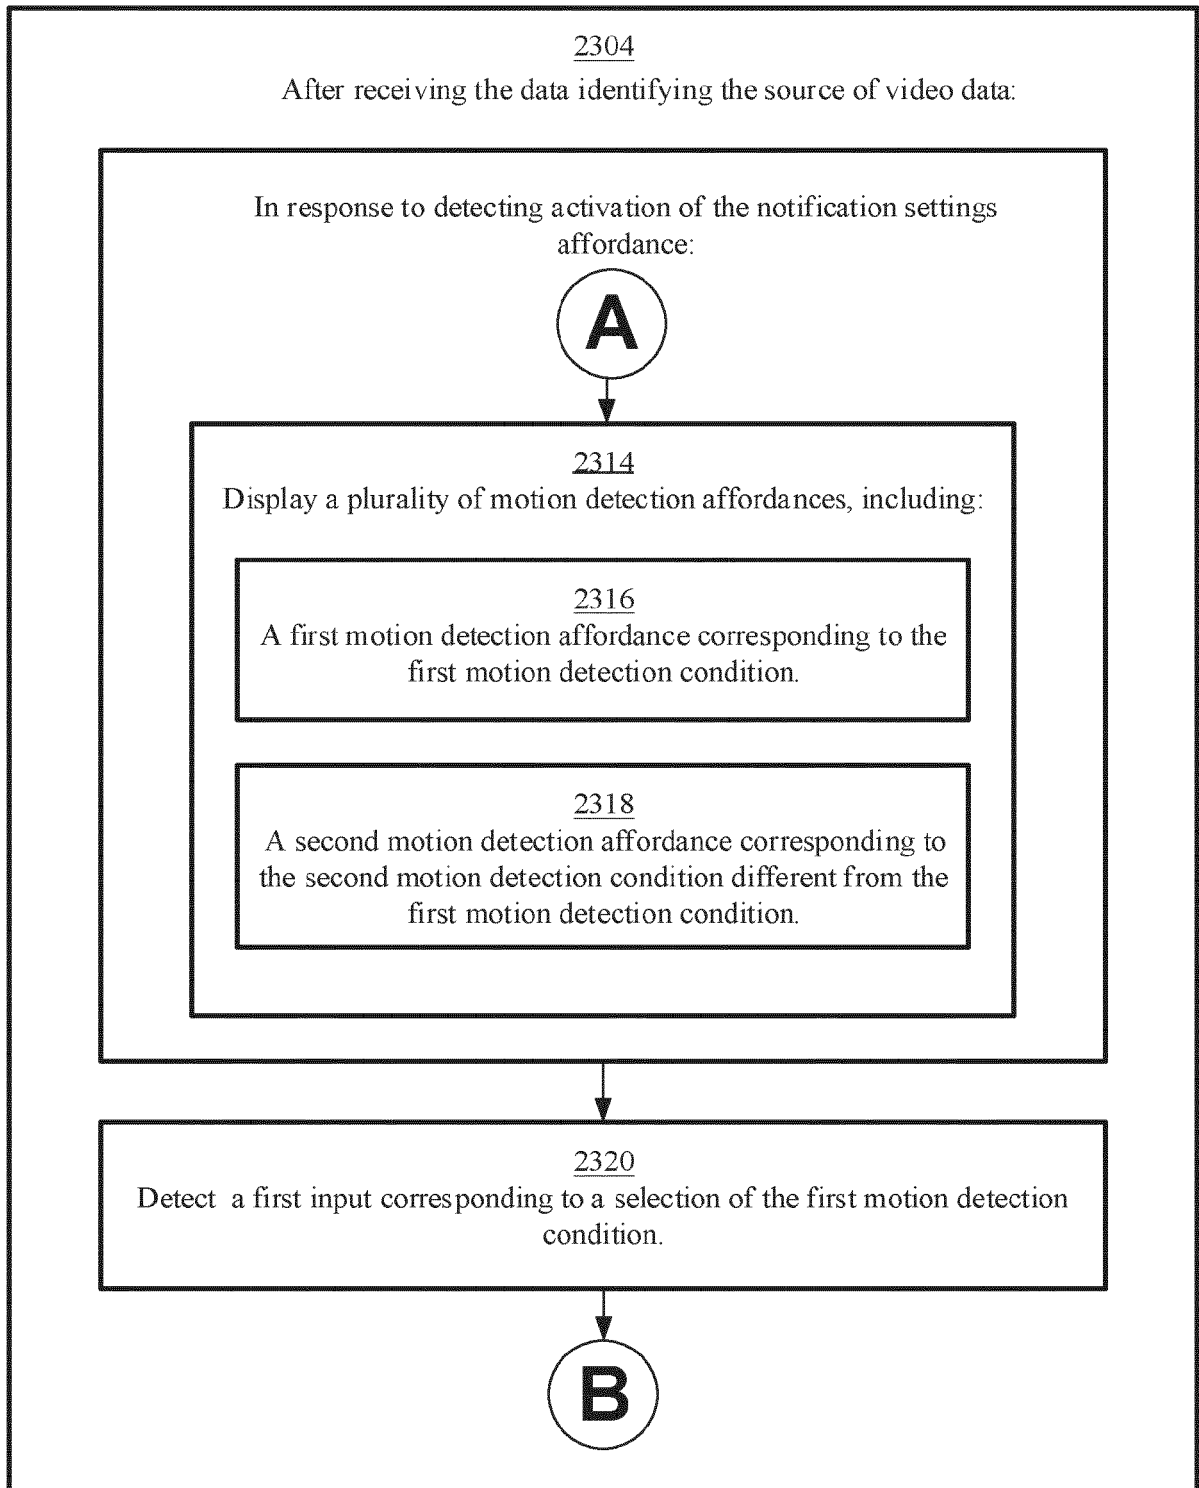 2304
After receiving the data identifying the source of video data:
In response to detecting activation of the notification settings
affordance:
A
2314
Display a plurality of motion detection affordances, including:
2316
A first motion detection affordance corresponding to the
first motion detection condition.
2318
A second motion detection affordance corresponding to
the second motion detection condition different from the
first motion detection condition.
2320
Detect a first input corresponding to a selection of the first motion detection
condition.
B